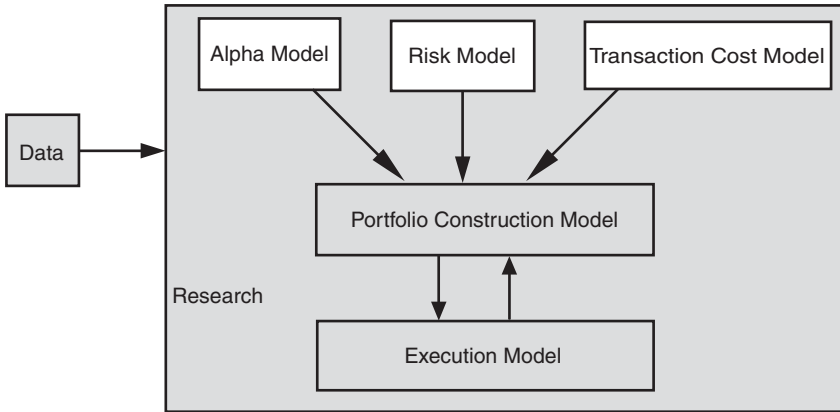 Alpha Model
Risk Model
Transaction Cost Model
Data
Portfolio Construction Model
Research
Execution Model